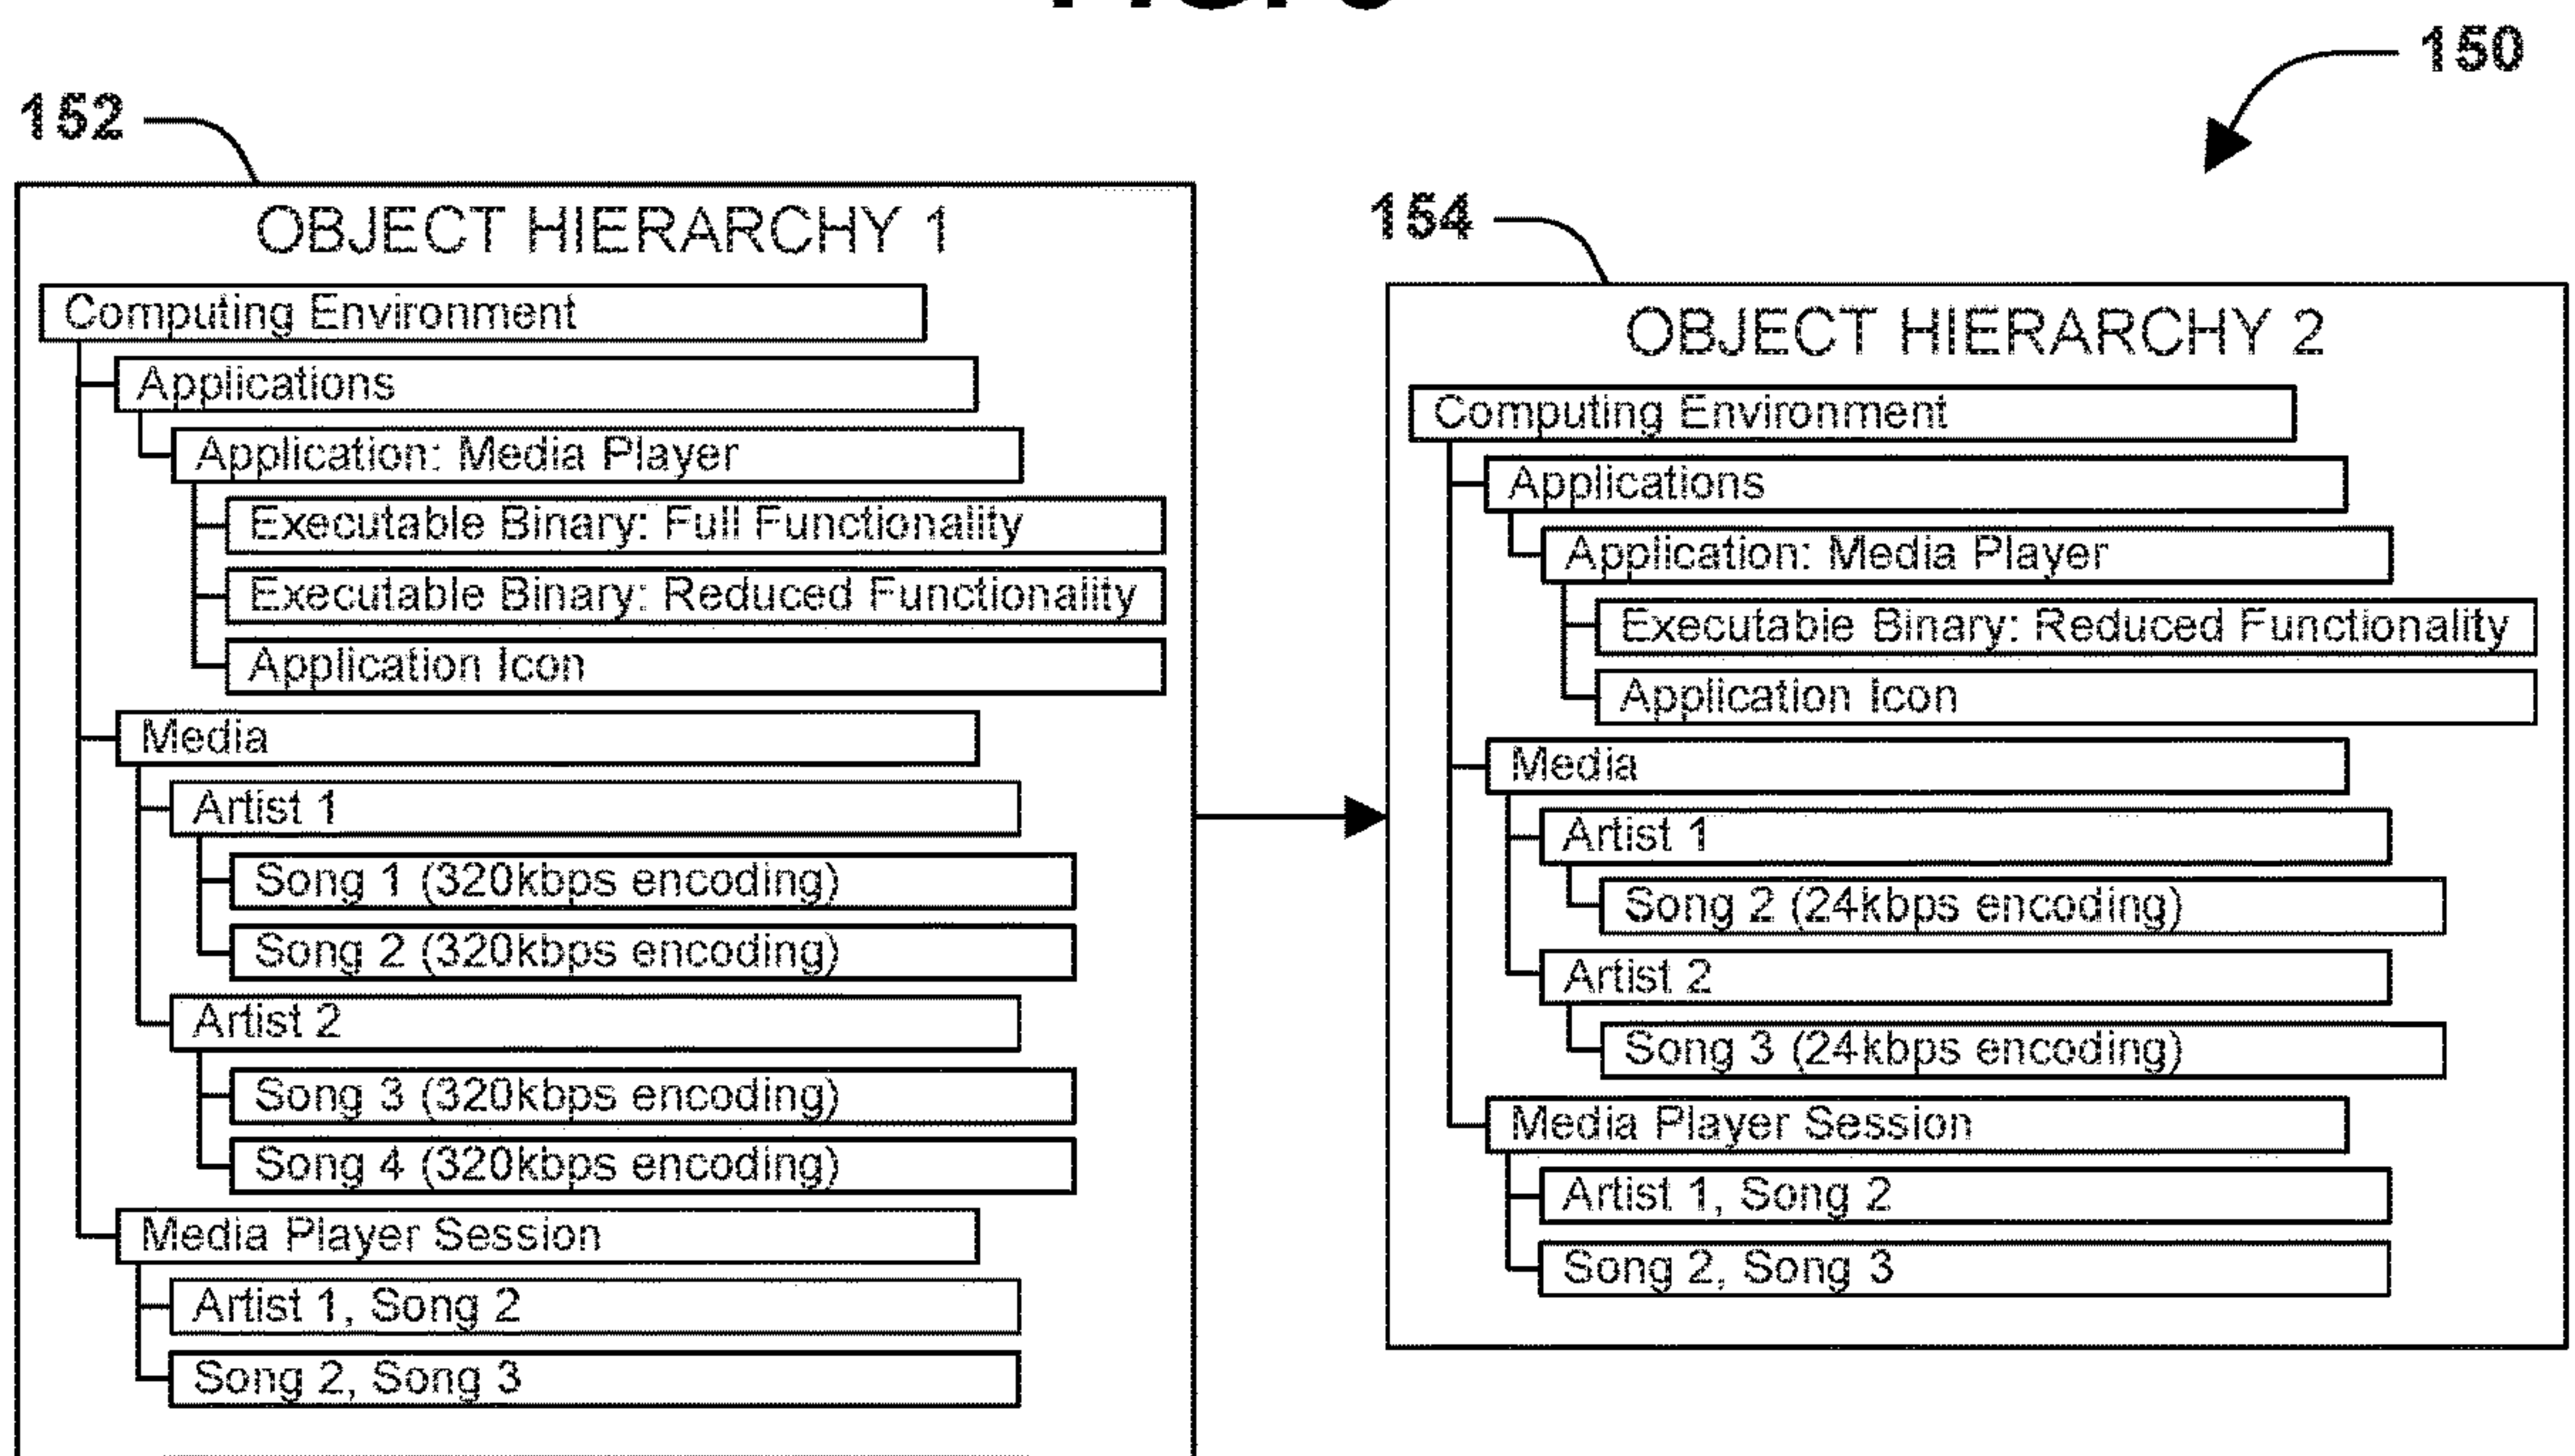 150
152
OBJECT HIERARCHY 1
Computing Environment
Applications
Application: Media Player
Executable Binary: Full Functionality
Executable Binary: Reduced Functionality
Application Icon
Media
Artist 1
Song 1 (320kbps encoding)
Song 2 (320kbps encoding)
Artist 2
Song 3 (320kbps encoding)
Song 4 (320kbps encoding)
Media Player Session
Artist 1, Song 2
Song 2, Song 3
154
OBJECT HIERARCHY 2
Computing Environment
Applications
Application: Media Player
Executable Binary: Reduced Functionality
Application Icon
Media
Artist 1
Song 2 (24kbps encoding)
Artist 2
Song 3 (24kbps encoding)
Media Player Session
Artist 1, Song 2
Song 2, Song 3